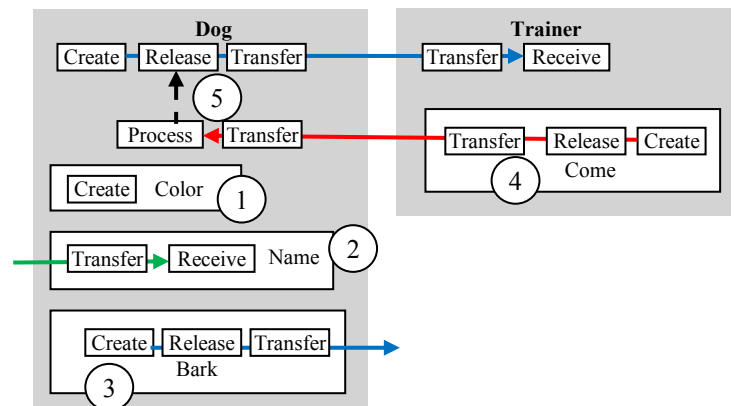 Dog
Trainer
Create Release Transfer
Transfer Receive
5
Process Transfer
Transfer Release Create
Come
4
Create Color
1
Transfer Receive Name
2
Create Release Transfer
Bark
3